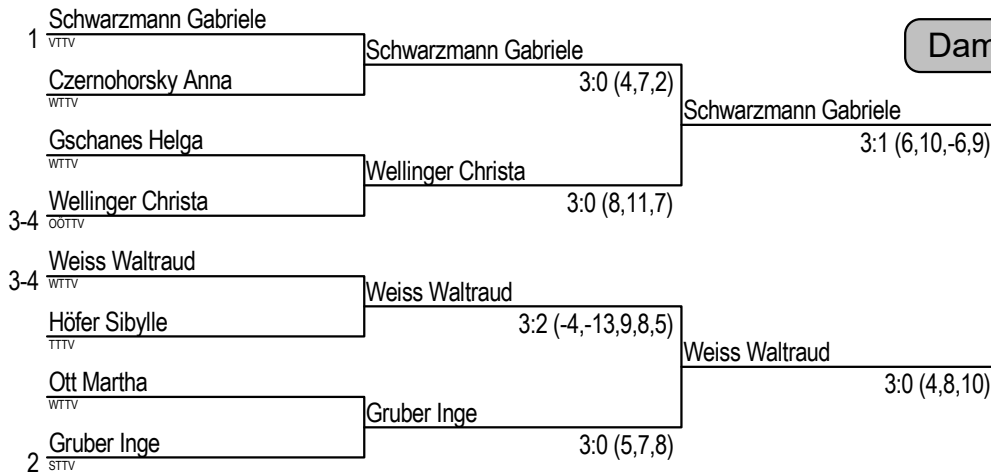 Schwarzmann Gabriele
1 VTTV
Czernohorsky Anna
WTTV
Gschanes Helga
WTTV
Wellinger Christa
3-4 OÖTTV
Weiss Waltraud
3-4 WTTV
Höfer Sibylle
TTTV
Ott Martha
WTTV
Gruber Inge
2 STTV
Schwarzmann Gabriele
3:0 (4,7,2)
Wellinger Christa
3:0 (8,11,7)
Weiss Waltraud
3:2 (-4,-13,9,8,5)
Gruber Inge
3:0 (5,7,8)
Dam
Schwarzmann Gabriele
3:1 (6,10,-6,9)
Weiss Waltraud
3:0 (4,8,10)